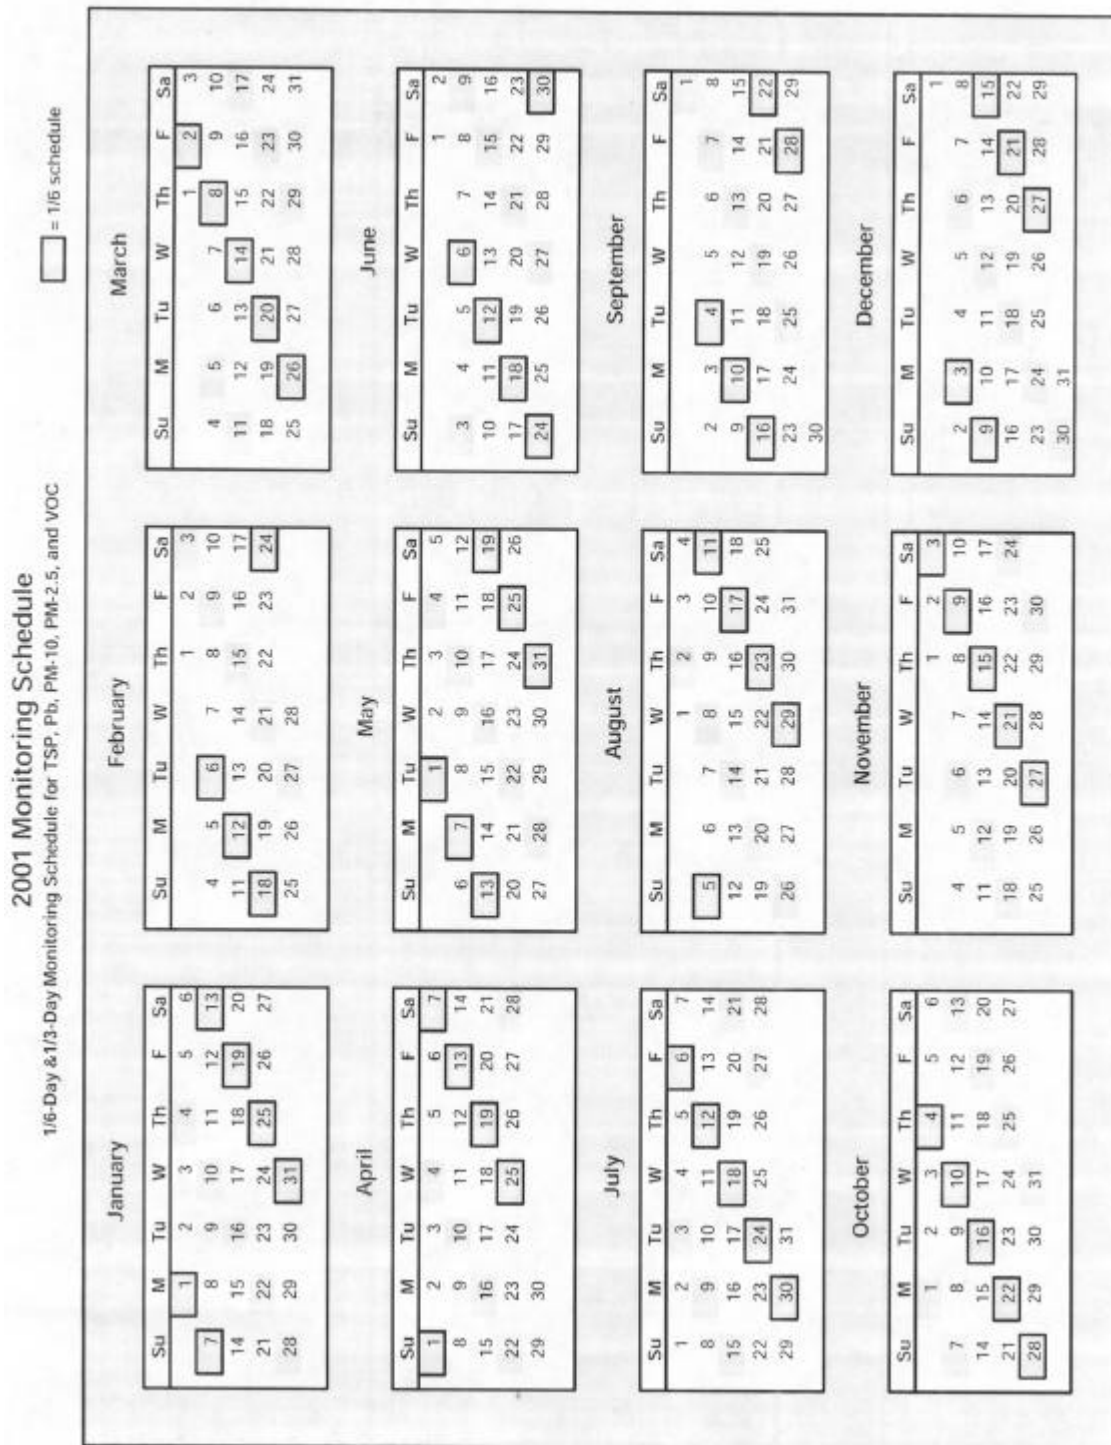 2001 Monitoring Schedule
1/6-Day &1/3-Day Monitoring Schedule for TSP, Pb, PM-10, PM-2.5, and VOC
= 1/6 schedule
January
Su M Tu W Th F Sa
1 2 3 4 5 6
7 8 9 10 11 12 13
14 15 16 17 18 19 20
21 22 23 24 25 26 27
28 29 30 31
February
Su M Tu W Th F Sa
1 2 3
4 5 6 7 8 9 10
11 12 13 14 15 16 17
18 19 20 21 22 23 24
25 26 27 28
March
Su M Tu W Th F Sa
1 2 3
4 5 6 7 8 9 10
11 12 13 14 15 16 17
18 19 20 21 22 23 24
25 26 27 28 29 30 31
April
Su M Tu W Th F Sa
1 2 3 4 5 6 7
8 9 10 11 12 13 14
15 16 17 18 19 20 21
22 23 24 25 26 27 28
29 30
May
Su M Tu W Th F Sa
1 2 3 4 5
6 7 8 9 10 11 12
13 14 15 16 17 18 19
20 21 22 23 24 25 26
27 28 29 30 31
June
Su M Tu W Th F Sa
1 2
3 4 5 6 7 8 9
10 11 12 13 14 15 16
17 18 19 20 21 22 23
24 25 26 27 28 29 30
July
Su M Tu W Th F Sa
1 2 3 4 5 6 7
8 9 10 11 12 13 14
15 16 17 18 19 20 21
22 23 24 25 26 27 28
29 30 31
August
Su M Tu W Th F Sa
1 2 3 4
5 6 7 8 9 10 11
12 13 14 15 16 17 18
19 20 21 22 23 24 25
26 27 28 29 30 31
September
Su M Tu W Th F Sa
1
2 3 4 5 6 7 8
9 10 11 12 13 14 15
16 17 18 19 20 21 22
23 24 25 26 27 28 29
30
October
Su M Tu W Th F Sa
1 2 3 4 5 6
7 8 9 10 11 12 13
14 15 16 17 18 19 20
21 22 23 24 25 26 27
28 29 30 31
November
Su M Tu W Th F Sa
1 2 3
4 5 6 7 8 9 10
11 12 13 14 15 16 17
18 19 20 21 22 23 24
25 26 27 28 29 30
December
Su M Tu W Th F Sa
1
2 3 4 5 6 7 8
9 10 11 12 13 14 15
16 17 18 19 20 21 22
23 24 25 26 27 28 29
30 31